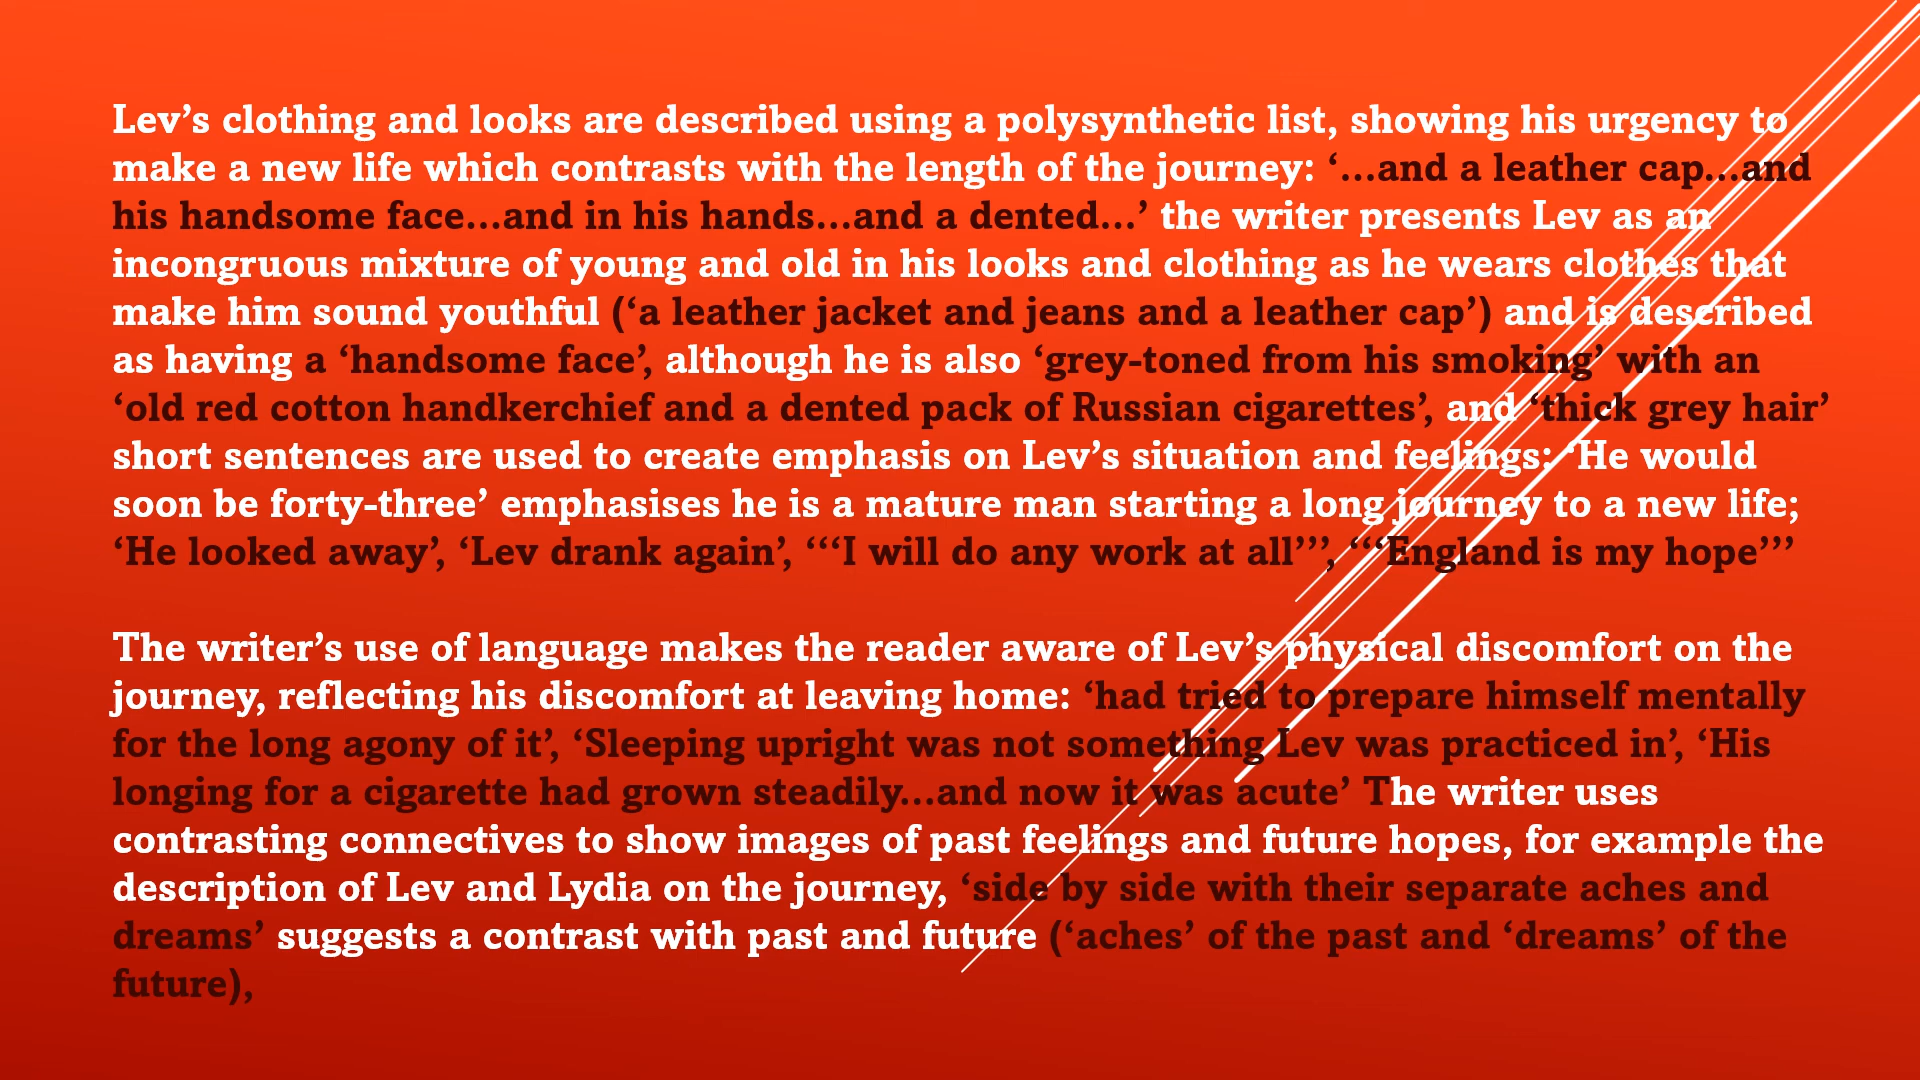 Lev’s clothing and looks are described using a polysynthetic list, showing his urgency to
make a new life which contrasts with the length of the journey: ‘…and a leather cap…and
his handsome face…and in his hands…and a dented…’ the writer presents Lev as an
incongruous mixture of young and old in his looks and clothing as he wears clothes that
make him sound youthful (‘a leather jacket and jeans and a leather cap’) and is described
as having a ‘handsome face’, although he is also ‘grey-toned from his smoking’ with an
‘old red cotton handkerchief and a dented pack of Russian cigarettes’, and ‘thick grey hair’
short sentences are used to create emphasis on Lev’s situation and feelings: ‘He would
soon be forty-three’ emphasises he is a mature man starting a long journey to a new life;
‘He looked away’, ‘Lev drank again’, ‘“‘I will do any work at all’’’, ‘“‘England is my hope’’’
The writer’s use of language makes the reader aware of Lev’s physical discomfort on the
journey, reflecting his discomfort at leaving home: ‘had tried to prepare himself mentally
for the long agony of it’, ‘Sleeping upright was not something Lev was practiced in’, ‘His
longing for a cigarette had grown steadily…and now it was acute’ The writer uses
contrasting connectives to show images of past feelings and future hopes, for example the
description of Lev and Lydia on the journey, ‘side by side with their separate aches and
dreams’ suggests a contrast with past and future (‘aches’ of the past and ‘dreams’ of the
future),